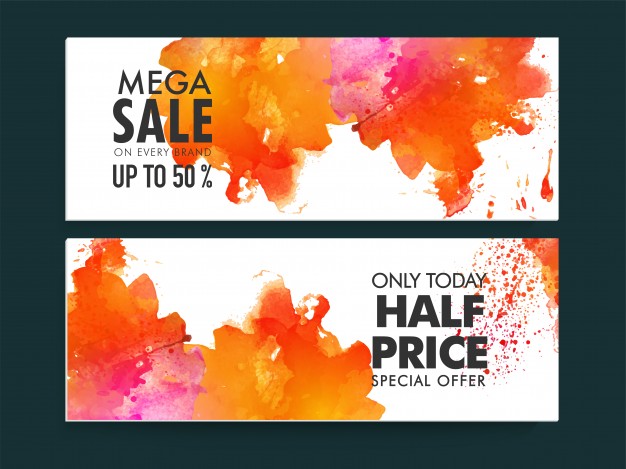 MEGA
SALE
ON EVERY BRAND
UP TO 50 %
ONLY TODAY
HALF
PRICE
SPECIAL OFFER